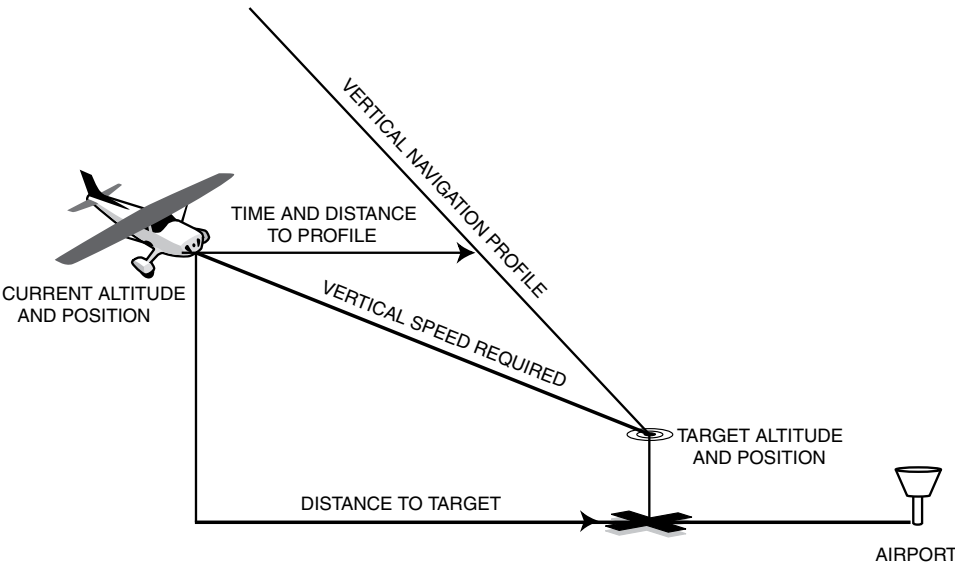 VERTICAL NAVIGATION PROFILE
TIME AND DISTANCE
TO PROFILE
CURRENT ALTITUDE
AND POSITION
VERTICAL SPEED REQUIRED
TARGET ALTITUDE
AND POSITION
DISTANCE TO TARGET
AIRPORT